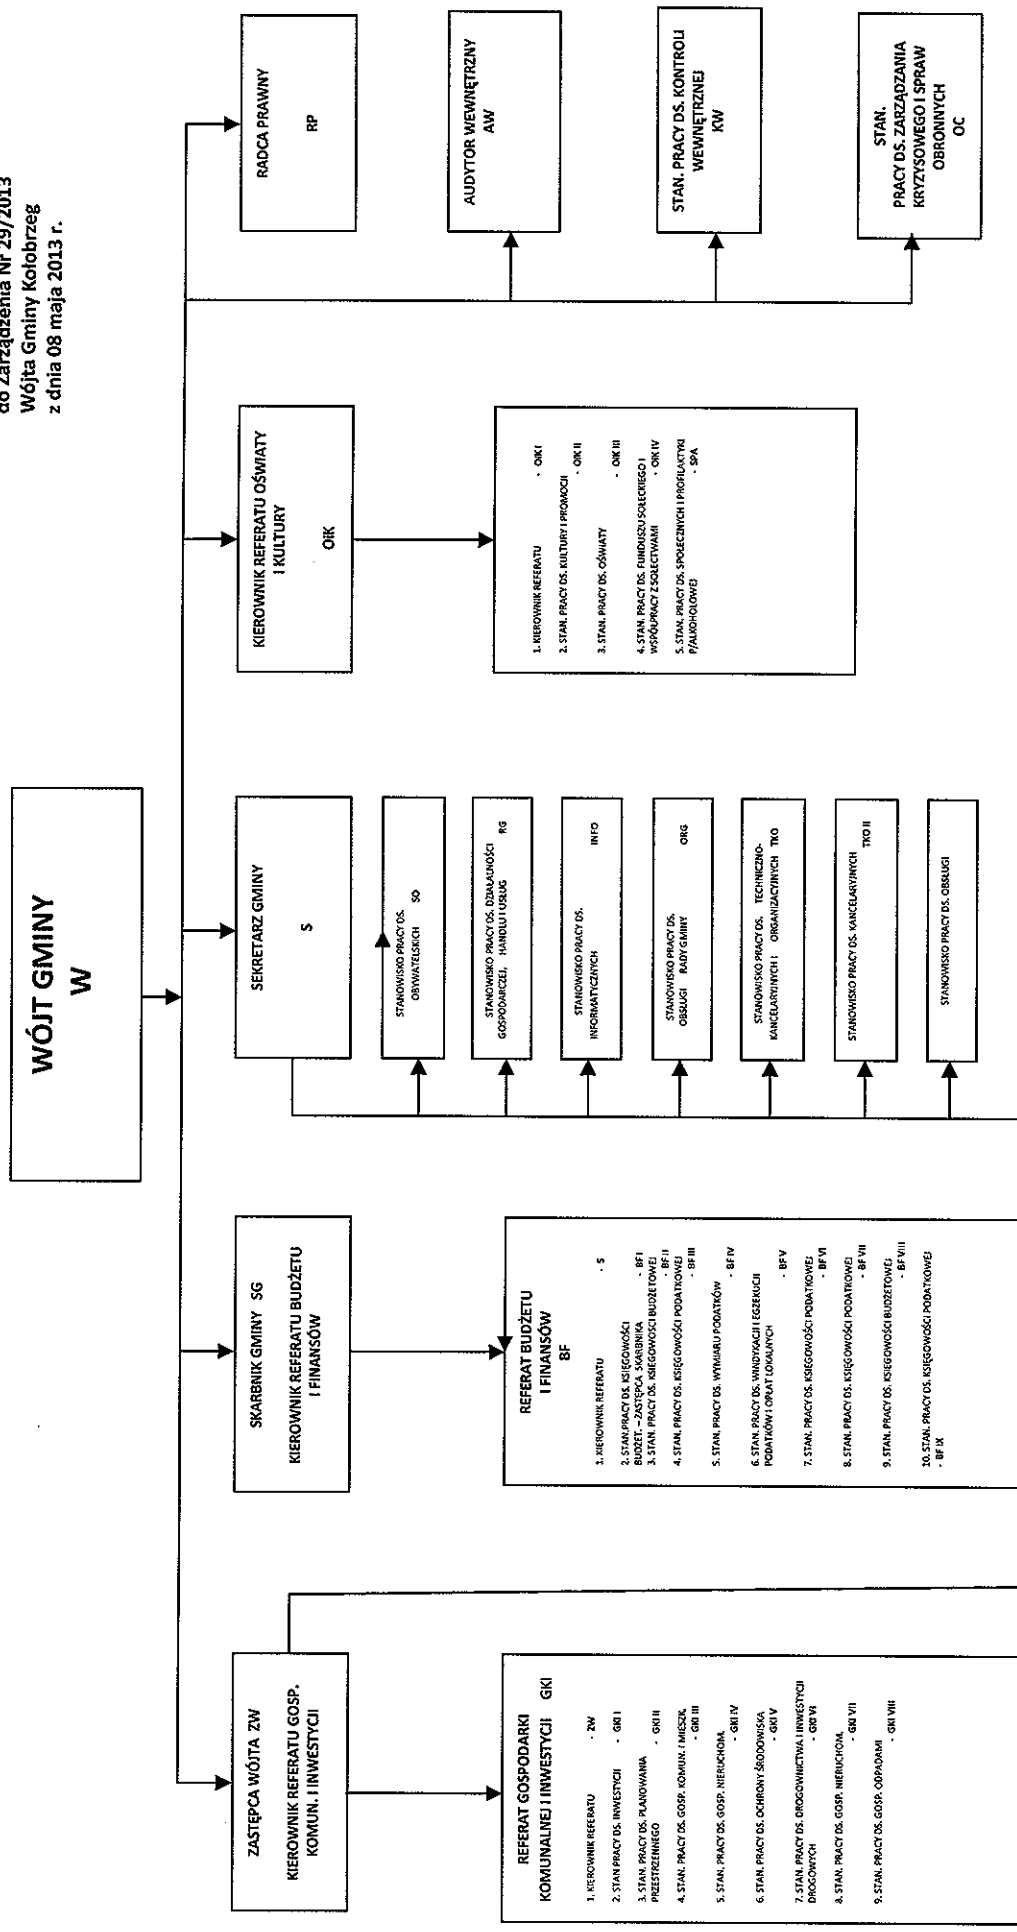 do Zarządzenia Nr 29/2013
Wójta Gminy Kołobrzeg
z dnia 08 maja 2013 r.
WÓJT GMINY
W
ZASTĘPCA WÓJTA ZW
KIEROWNIK REFERATU GOSP.
KOMUN. I INWESTYCJI
SKARBNIK GMINY SG
KIEROWNIK REFERATU BUDŻETU
I FINANSÓW
SEKRETARZ GMINY
S
KIEROWNIK REFERATU OŚWIATY
I KULTURY
OiK
RADCA PRAWNY
RP
REFERAT GOSPODARKI
KOMUNALNEJ I INWESTYCJI GKI
1. KIEROWNIK REFERATU - ZW
2. STAN PRACY DS. INWESTYCJI - GKI I
3. STAN. PRACY DS. PLANOWANIA
PRZESTRZENNEGO - GKI II
4. STAN. PRACY DS. GOSP. KOMUN. I MIESZK.
- GKI III
5. STAN. PRACY DS. GOSP. NIERUCHOM.
- GKI IV
6. STAN. PRACY DS. OCHRONY ŚRODOWISKA
- GKI V
7. STAN. PRACY DS. DROGOWNICTWA I INWESTYCJI
DROGOWYCH - GKI VI
8. STAN. PRACY DS. GOSP. NIERUCHOM.
- GKI VII
9. STAN. PRACY DS. GOSP. ODPADAMI
- GKI VIII
REFERAT BUDŻETU
I FINANSÓW
BF
1. KIEROWNIK REFERATU - S
2. STAN.PRACY DS. KSIĘGOWOŚCI
BUDŻET. – ZASTĘPCA SKARBNIKA - BF I
3. STAN. PRACY DS. KSIEGOWOSCI BUDŻETOWEJ
- BF II
4. STAN. PRACY DS. KSIĘGOWOŚCI PODATKOWEJ
- BF III
5. STAN. PRACY DS. WYMIARU PODATKÓW
- BF IV
6. STAN. PRACY DS. WINDYKACJI I EGZEKUCJI
PODATKÓW I OPŁAT LOKALNYCH - BF V
7. STAN. PRACY DS. KSIEGOWOŚCI PODATKOWEJ
- BF VI
8. STAN. PRACY DS. KSIĘGOWOŚCI PODATKOWEJ
- BF VII
9. STAN. PRACY DS. KSIEGOWOŚCI BUDŻETOWEJ
- BF VIII
10. STAN. PRACY DS. KSIĘGOWOŚCI PODATKOWEJ
- BF IX
STANOWISKO PRACY DS.
OBYWATELSKICH SO
STANOWISKO PRACY DS. DZIAŁALNOŚCI
GOSPODARCZEJ, HANDLU I USŁUG RG
STANOWISKO PRACY DS.
INFORMATYCZNYCH INFO
STANOWISKO PRACY DS.
OBSŁUGI RADY GMINY ORG
STANOWISKO PRACY DS. TECHNICZNO-
KANCELARYJNYCH I ORGANIZACYJNYCH TKO
STANOWISKO PRACY DS. KANCELARYJNYCH TKO II
STANOWISKO PRACY DS. OBSŁUGI
1. KIEROWNIK REFERATU - OIK I
2. STAN. PRACY DS. KULTURY I PROMOCJI
- OIK II
3. STAN. PRACY DS. OŚWIATY - OIK III
4. STAN. PRACY DS. FUNDUSZU SOŁECKIEGO I
WSPÓŁPRACY Z SOŁECTWAMI - OIK IV
5. STAN. PRACY DS. SPOŁECZNYCH I PROFILAKTYKI
P/ALKOHOLOWEJ - SPA
AUDYTOR WEWNĘTRZNY
AW
STAN. PRACY DS. KONTROLI
WEWNĘTRZNEJ
KW
STAN.
PRACY DS. ZARZĄDZANIA
KRYZYSOWEGO I SPRAW
OBRONNYCH
OC